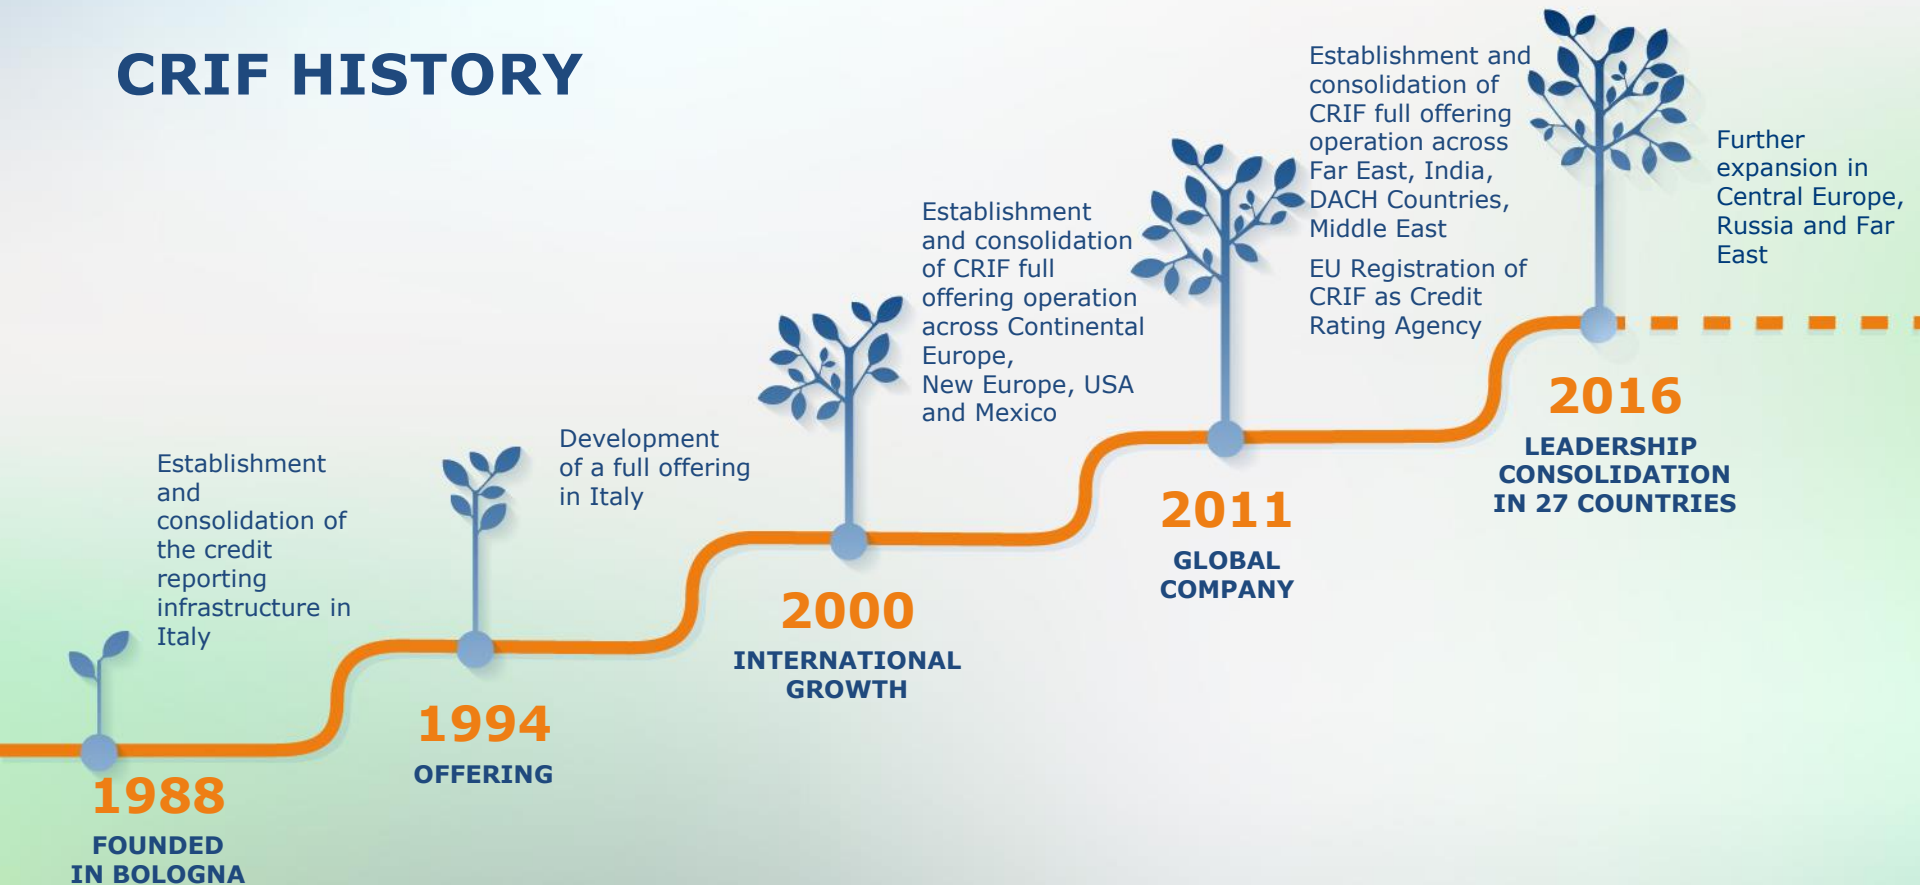 CRIF HISTORY
Establishment
and
consolidation of
the credit
reporting
infrastructure in
Italy
1988
FOUNDED
IN BOLOGNA
Development
of a full offering
in Italy
1994
OFFERING
Establishment
and consolidation
of CRIF full
offering operation
across Continental
Europe,
New Europe, USA
and Mexico
2000
INTERNATIONAL
GROWTH
Establishment and
consolidation of
CRIF full offering
operation across
Far East, India,
DACH Countries,
Middle East
EU Registration of
CRIF as Credit
Rating Agency
2011
GLOBAL
COMPANY
Further
expansion in
Central Europe,
Russia and Far
East
2016
LEADERSHIP
CONSOLIDATION
IN 27 COUNTRIES